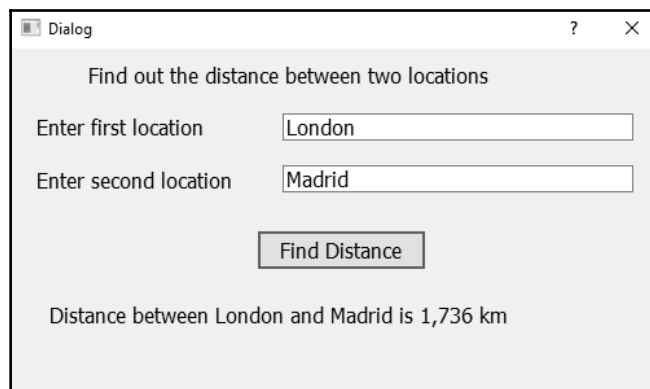 Dialog ? ×
Find out the distance between two locations
Enter first location London
Enter second location Madrid
Find Distance
Distance between London and Madrid is 1,736 km